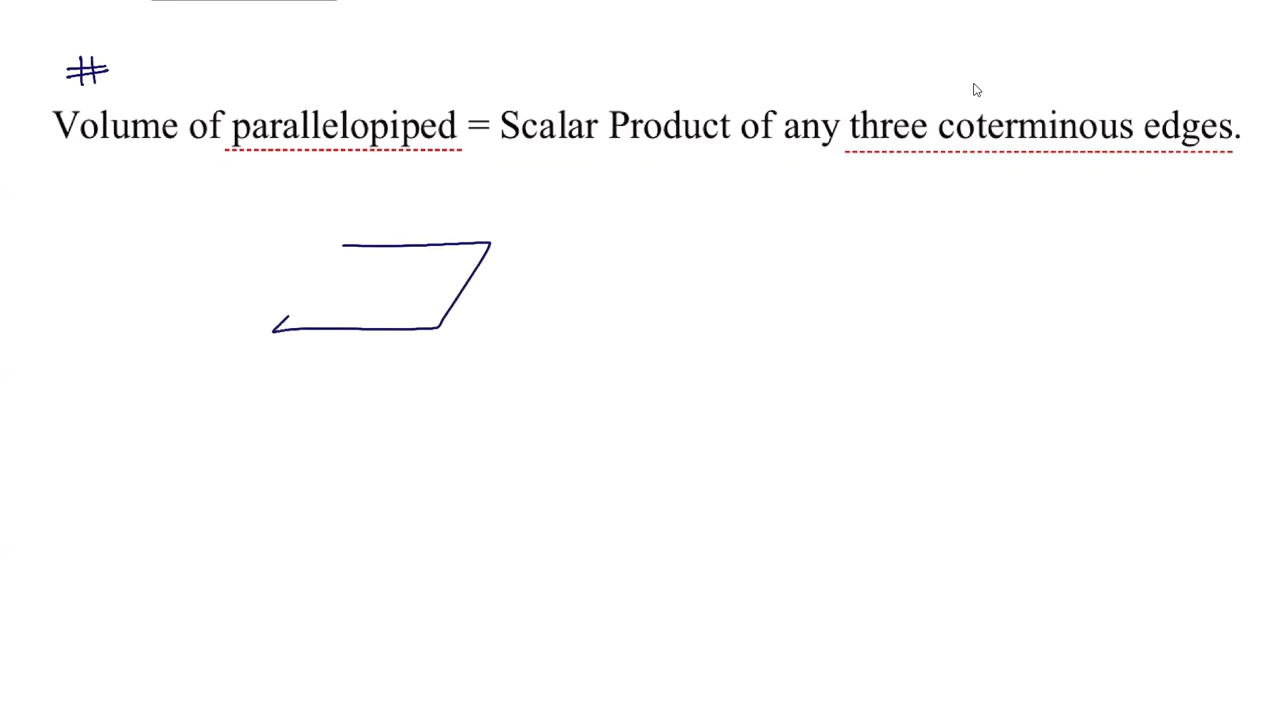 #
Volume of parallelopiped = Scalar Product of any three coterminous edges.